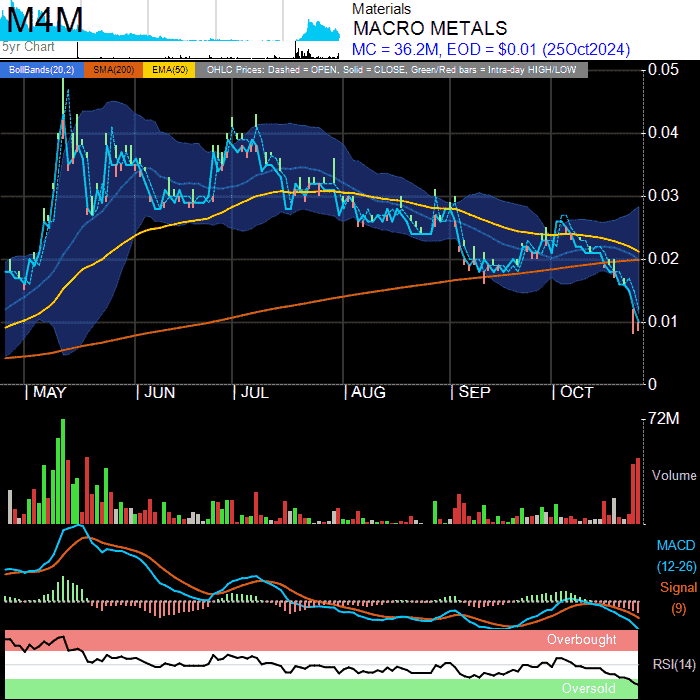 M4M
Materials
MACRO METALS
5yr Chart
MC = 36.2M, EOD = $0.01 (25Oct2024)
BollBands(20,2) SMA(200) EMA(50) OHLC Prices: Dashed = OPEN, Solid = CLOSE, Green/Red bars = Intra-day HIGH/LOW
0.05
0.04
0.03
0.02
0.01
0
MAY JUN JUL AUG SEP OCT
72M
Volume
MACD
(12-26)
Signal
(9)
Overbought
RSI(14)
Oversold